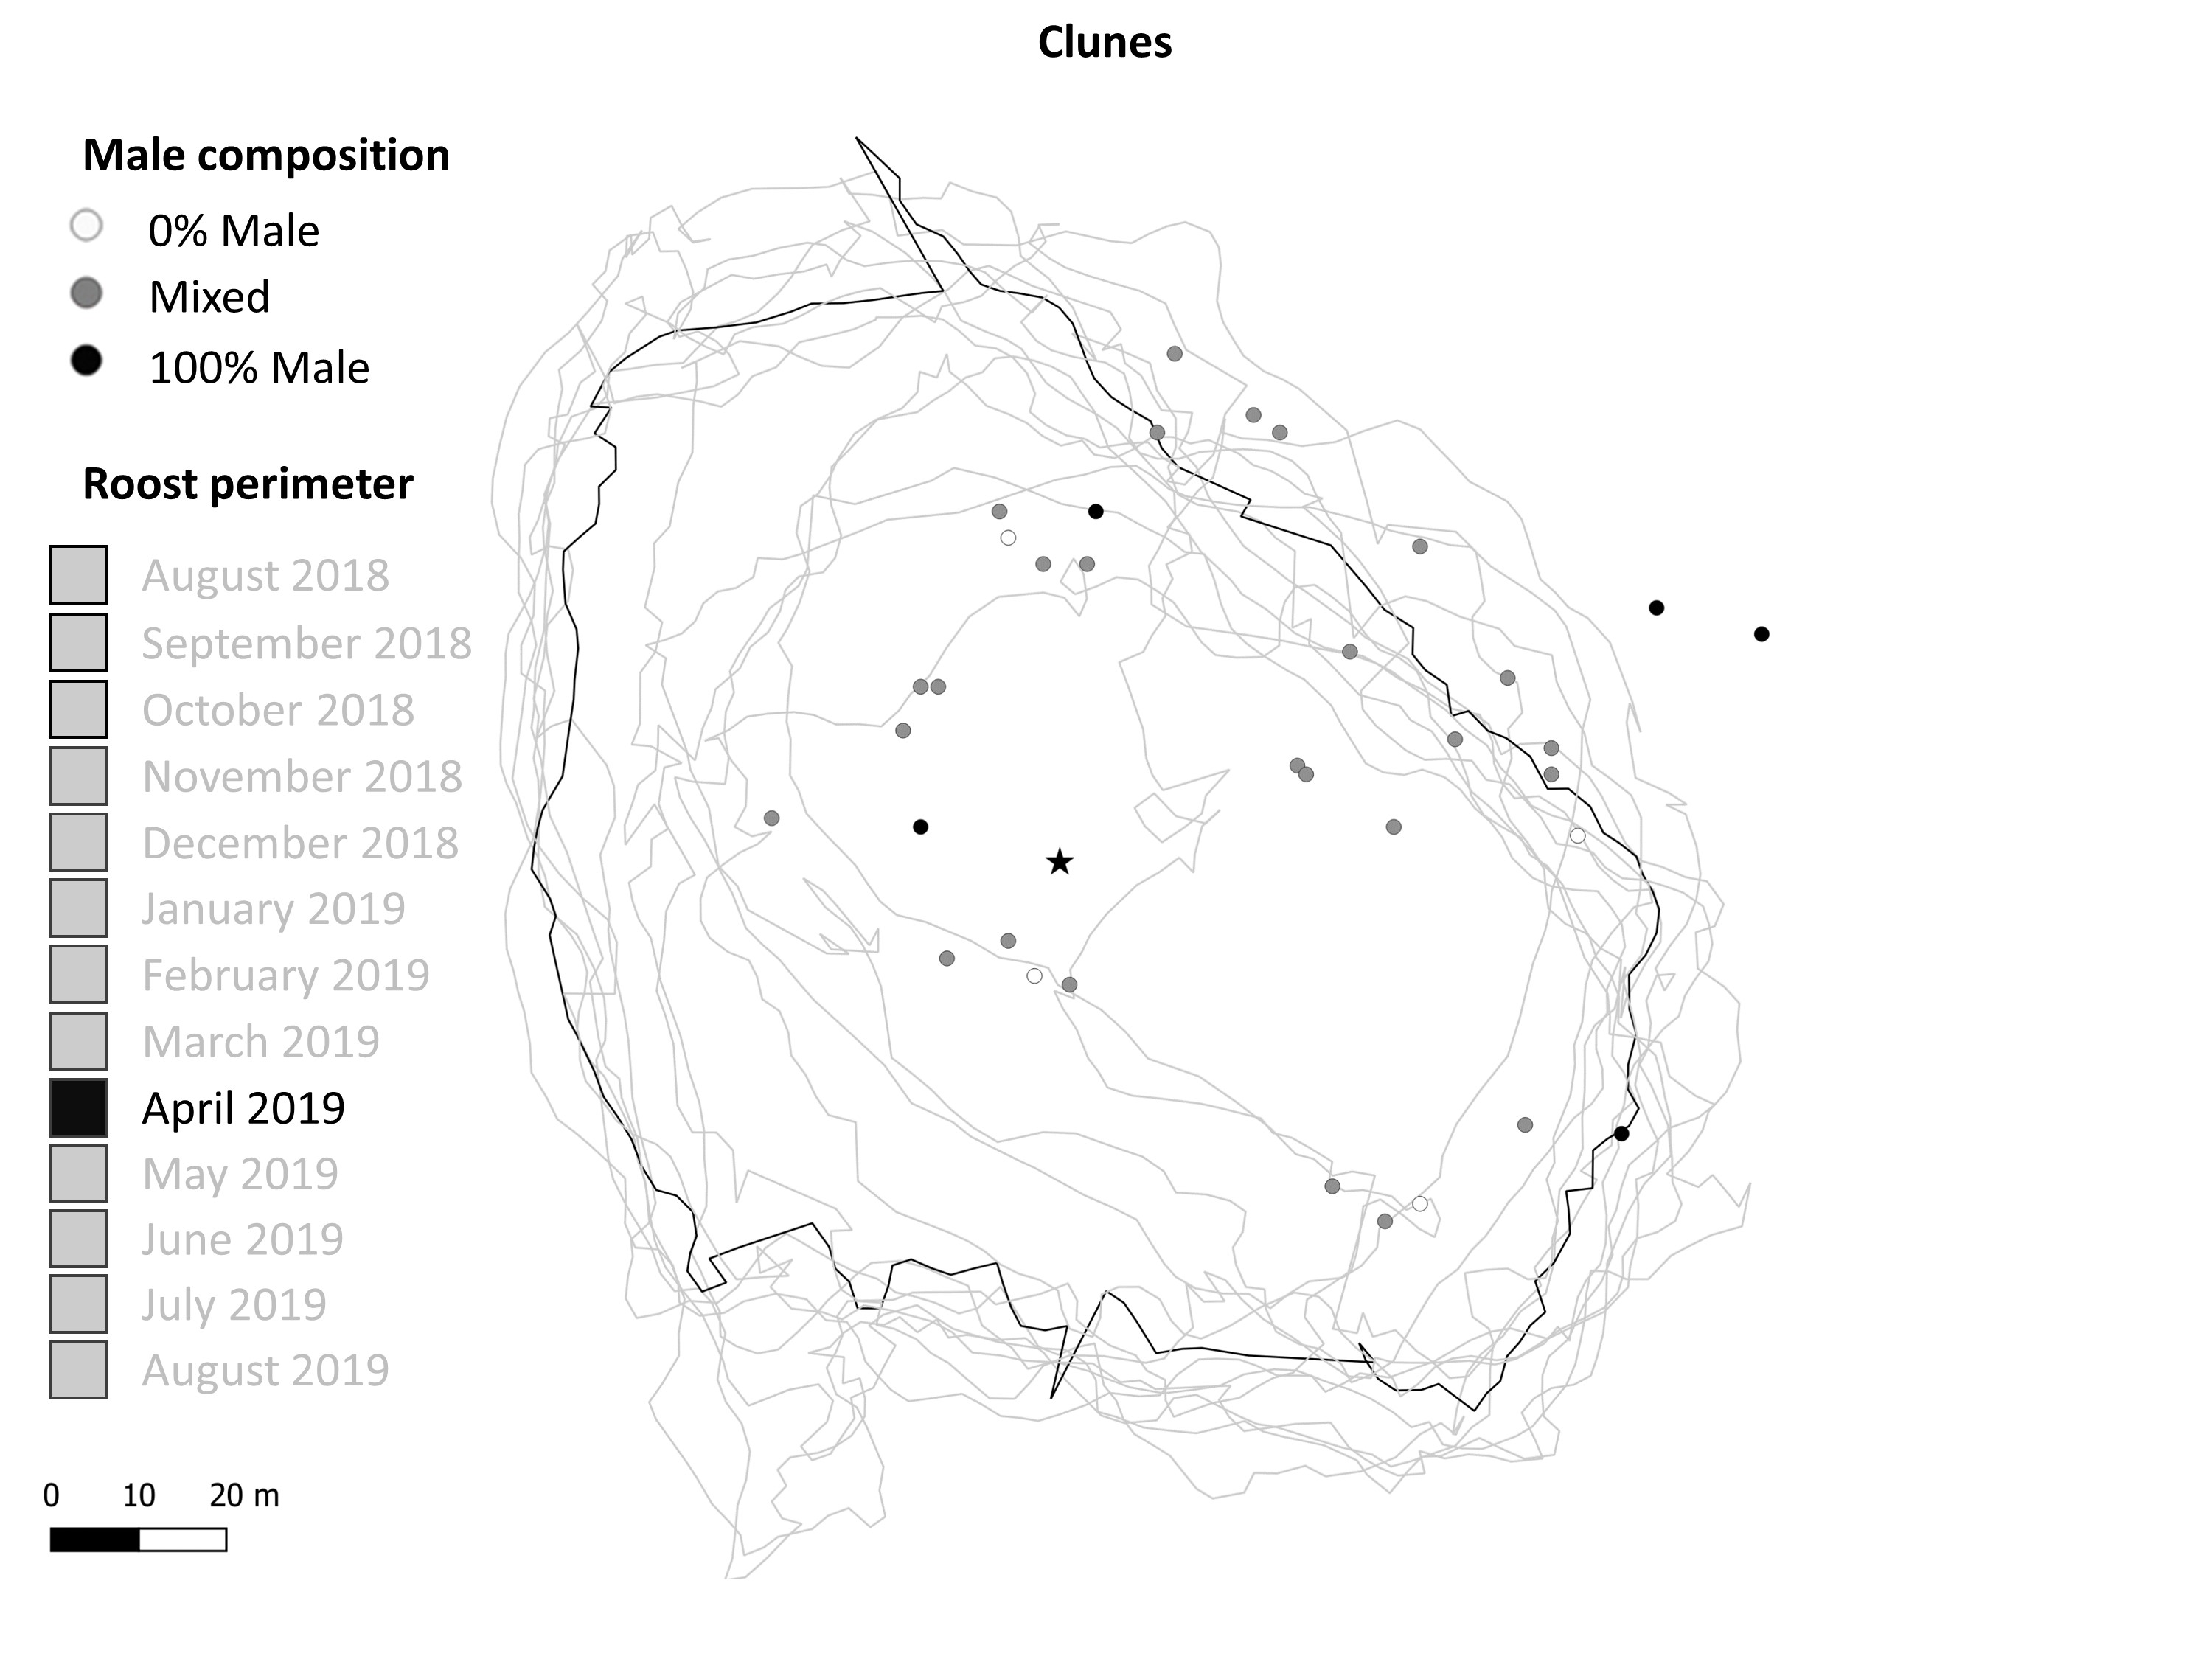 Clunes
Male composition
0% Male
Mixed
100% Male
Roost perimeter
August 2018
September 2018
October 2018
November 2018
December 2018
January 2019
February 2019
March 2019
April 2019
May 2019
June 2019
July 2019
August 2019
0 10 20 m